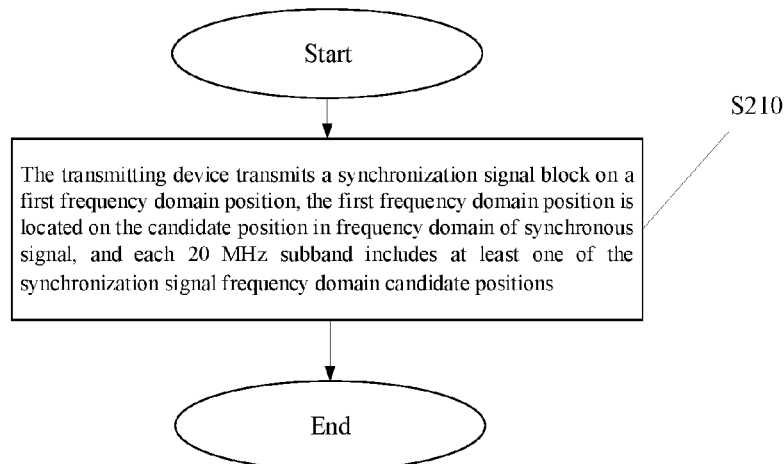 Start
S210
The transmitting device transmits a synchronization signal block on a
first frequency domain position, the first frequency domain position is
located on the candidate position in frequency domain of synchronous
signal, and each 20 MHz subband includes at least one of the
synchronization signal frequency domain candidate positions
End